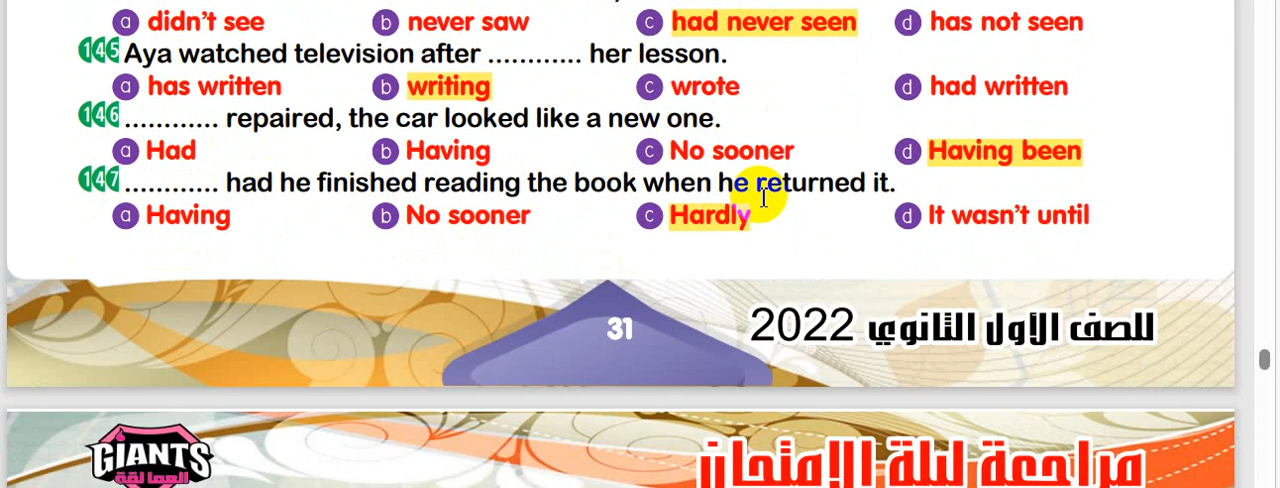 a didn't see b never saw c had never seen d has not seen
145 Aya watched television after ............ her lesson.
a has written b writing c wrote d had written
146 ............ repaired, the car looked like a new one.
a Had b Having c No sooner d Having been
147 ............ had he finished reading the book when he returned it.
a Having b No sooner c Hardly d It wasn't until
31
للصف الأول الثانوي 2022
GIANTS
العمالقة
مراجعة ليلة الإمتحان